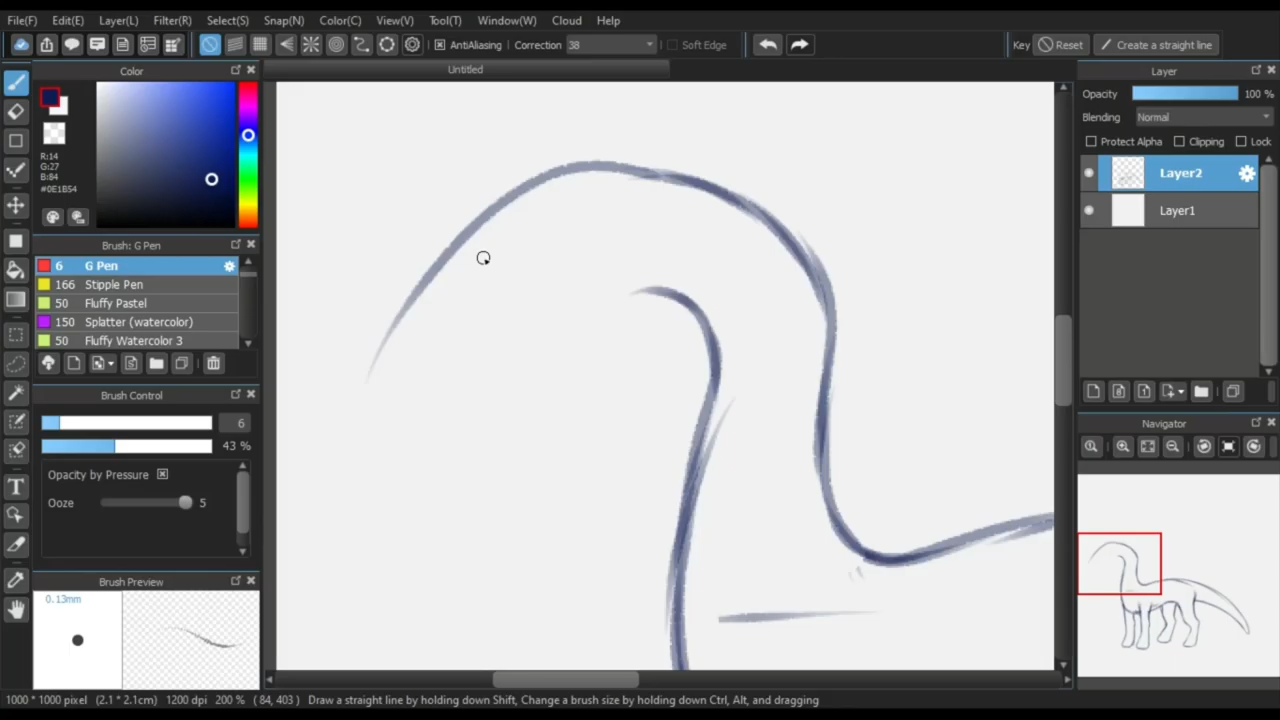 File(F) Edit(E) Layer(L) Filter(R) Select(S) Snap(N) Color(C) View(V) Tool(T) Window(W) Cloud Help
AntiAliasing Correction 38 Soft Edge Key Reset Create a straight line
Color
Untitled
Layer
R:14
G:27
B:84
#0E1B54
Brush: G Pen
6 G Pen
166 Stipple Pen
50 Fluffy Pastel
150 Splatter (watercolor)
50 Fluffy Watercolor 3
Brush Control
6
43 %
Opacity by Pressure
Ooze 5
Brush Preview
0.13mm
Opacity 100 %
Blending Normal
Protect Alpha Clipping Lock
Layer2
Layer1
Navigator
1000 * 1000 pixel (2.1 * 2.1cm) 1200 dpi 200 % ( 84, 403 ) Draw a straight line by holding down Shift, Change a brush size by holding down Ctrl, Alt, and dragging